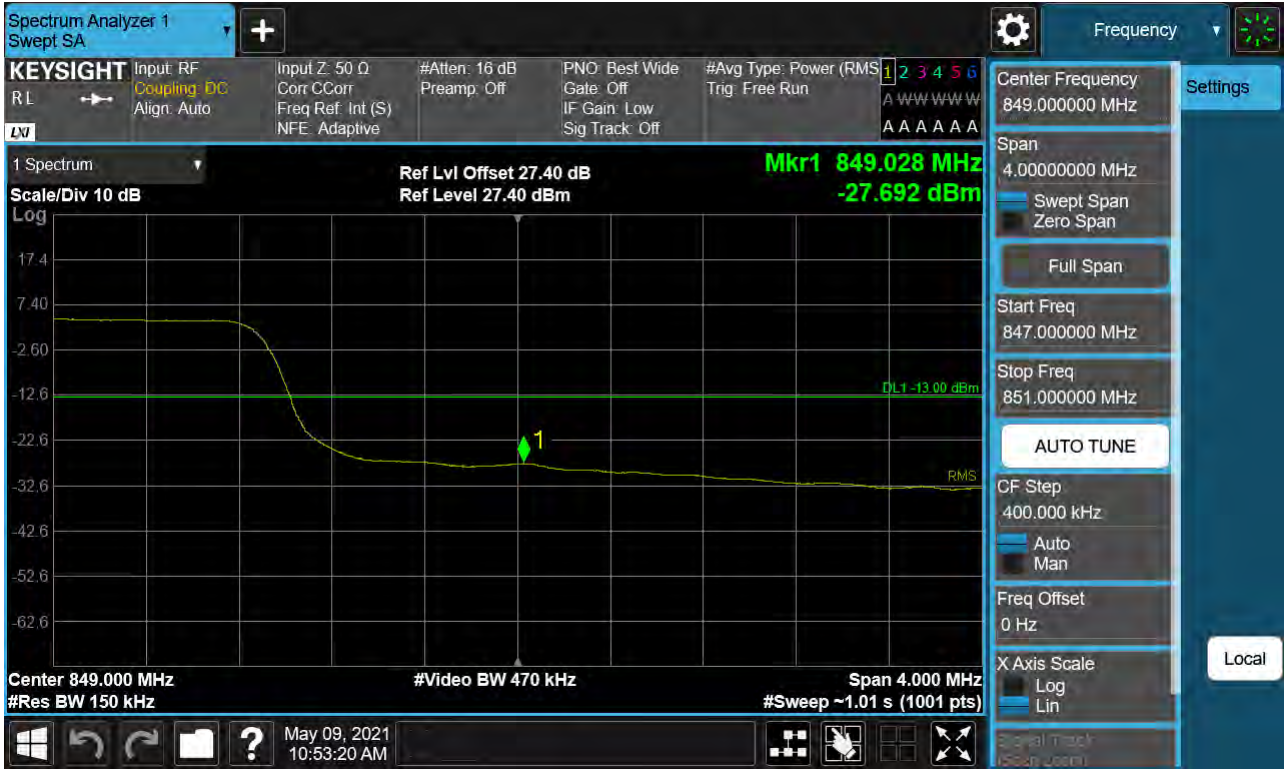 Spectrum Analyzer 1
Swept SA
+
Frequency
KEYSIGHT
RL
LXI
Input: RF
Coupling: DC
Align: Auto
Input Z: 50 Ω
Corr CCorr
Freq Ref: Int (S)
NFE: Adaptive
#Atten: 16 dB
Preamp: Off
PNO: Best Wide
Gate: Off
IF Gain: Low
Sig Track: Off
#Avg Type: Power (RMS
Trig: Free Run
1 2 3 4 5 6
A W W W W W
A A A A A A
1 Spectrum
Scale/Div 10 dB
Log
Ref Lvl Offset 27.40 dB
Ref Level 27.40 dBm
Mkr1 849.028 MHz
-27.692 dBm
17.4
7.40
-2.60
-12.6
-22.6
-32.6
-42.6
-52.6
-62.6
DL1 -13.00 dBm
1
RMS
Center 849.000 MHz
#Res BW 150 kHz
#Video BW 470 kHz
Span 4.000 MHz
#Sweep ~1.01 s (1001 pts)
Center Frequency
849.000000 MHz
Settings
Span
4.00000000 MHz
Swept Span
Zero Span
Full Span
Start Freq
847.000000 MHz
Stop Freq
851.000000 MHz
AUTO TUNE
CF Step
400.000 kHz
Auto
Man
Freq Offset
0 Hz
X Axis Scale
Log
Lin
Local
Signal Track
(Span Zoom)
?
May 09, 2021
10:53:20 AM